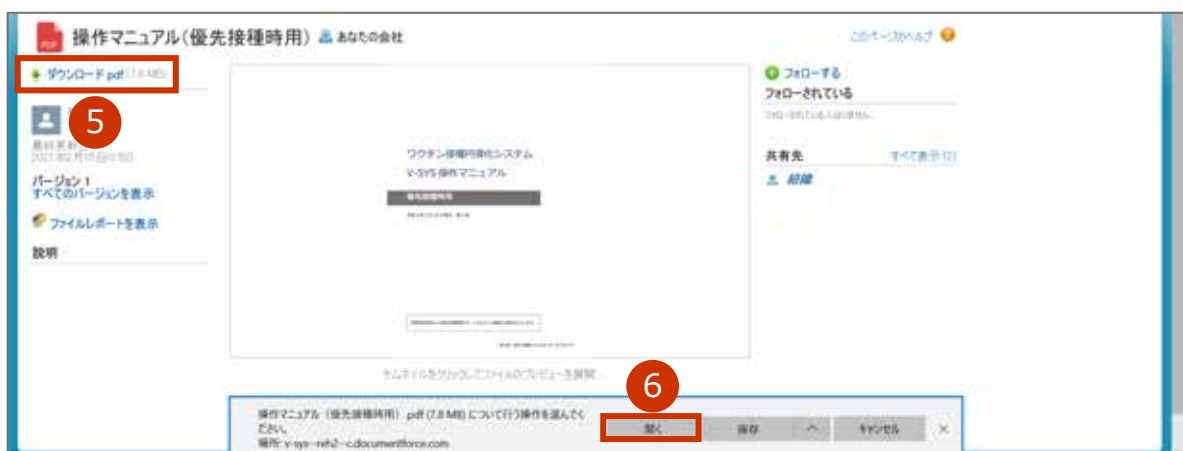 操作マニュアル(優先接種時用) あなたの会社
このページのヘルプ
ダウンロード pdf (7.8 MB)
5
フォローする
フォローされている
バージョン 1
すべてのバージョンを表示
ファイルレポートを表示
説明
ワクチン接種円滑化システム
V-SYS 操作マニュアル
優先接種時用
共有先 すべて表示
組織
サムネイルをクリックしてファイルのプレビューを展開
6
操作マニュアル (優先接種時用) .pdf (7.8 MB) について行う操作を選んでく
ださい。
場所: v-sys--reh2--c.documentforce.com
開く 保存 キャンセル ×